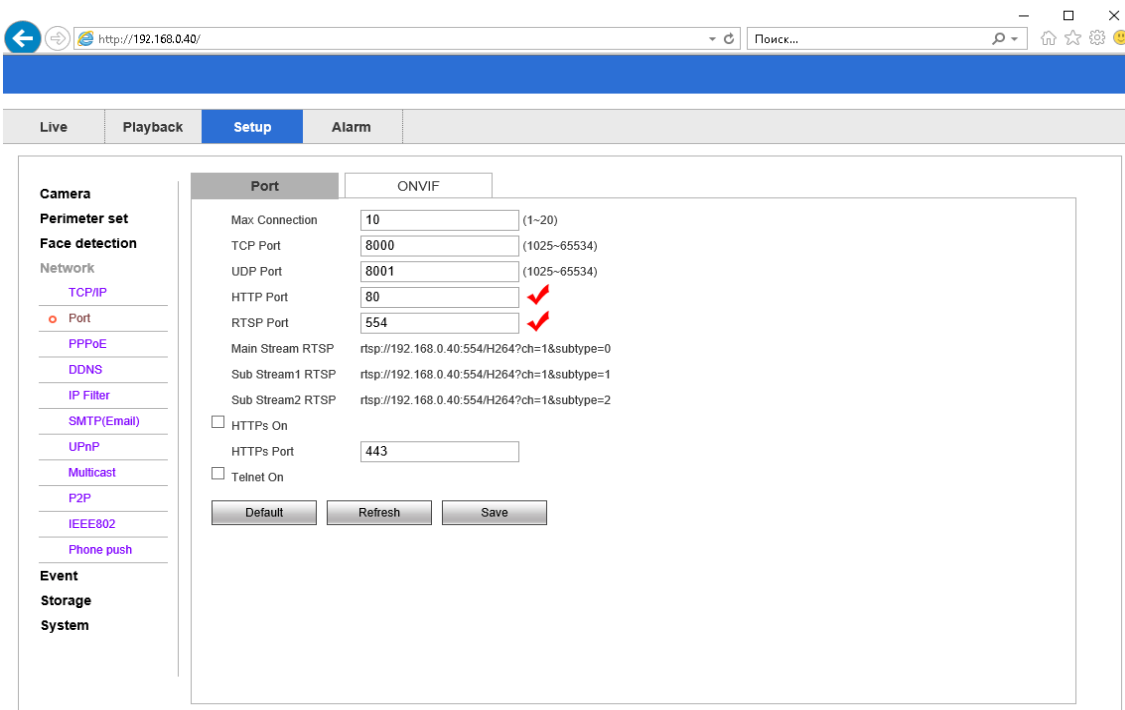 http://192.168.0.40/
Поиск...
Live Playback Setup Alarm
Port ONVIF
Camera
Perimeter set
Face detection
Network
TCP/IP
Port
PPPoE
DDNS
IP Filter
SMTP(Email)
UPnP
Multicast
P2P
IEEE802
Phone push
Event
Storage
System
Max Connection 10 (1~20)
TCP Port 8000 (1025~65534)
UDP Port 8001 (1025~65534)
HTTP Port 80
RTSP Port 554
Main Stream RTSP rtsp://192.168.0.40:554/H264?ch=1&subtype=0
Sub Stream1 RTSP rtsp://192.168.0.40:554/H264?ch=1&subtype=1
Sub Stream2 RTSP rtsp://192.168.0.40:554/H264?ch=1&subtype=2
HTTPs On
HTTPs Port 443
Telnet On
Default Refresh Save